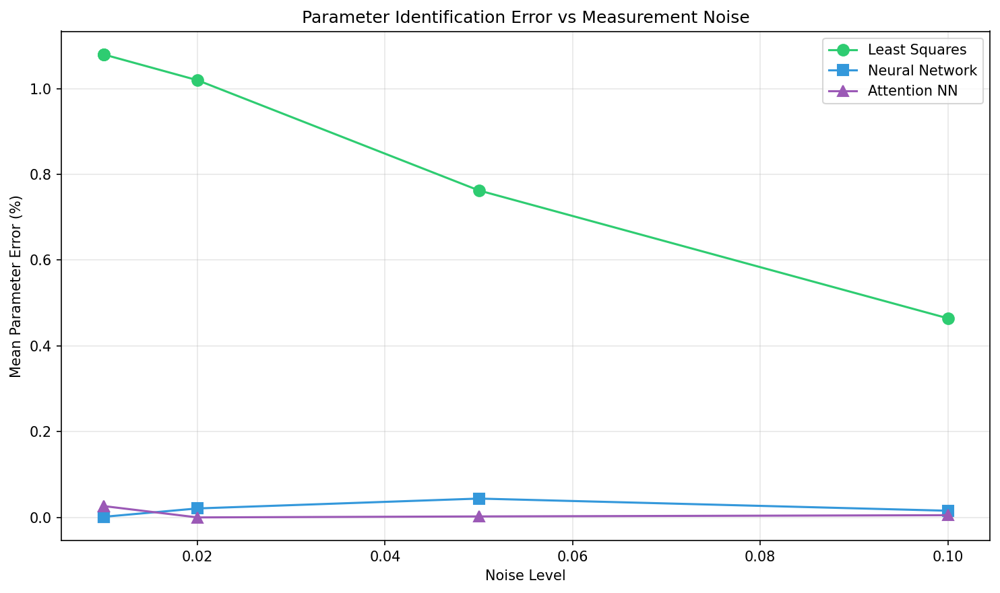 Parameter Identification Error vs Measurement Noise
Least Squares
Neural Network
Attention NN
Mean Parameter Error (%)
1.0
0.8
0.6
0.4
0.2
0.0
0.02
0.04
0.06
0.08
0.10
Noise Level